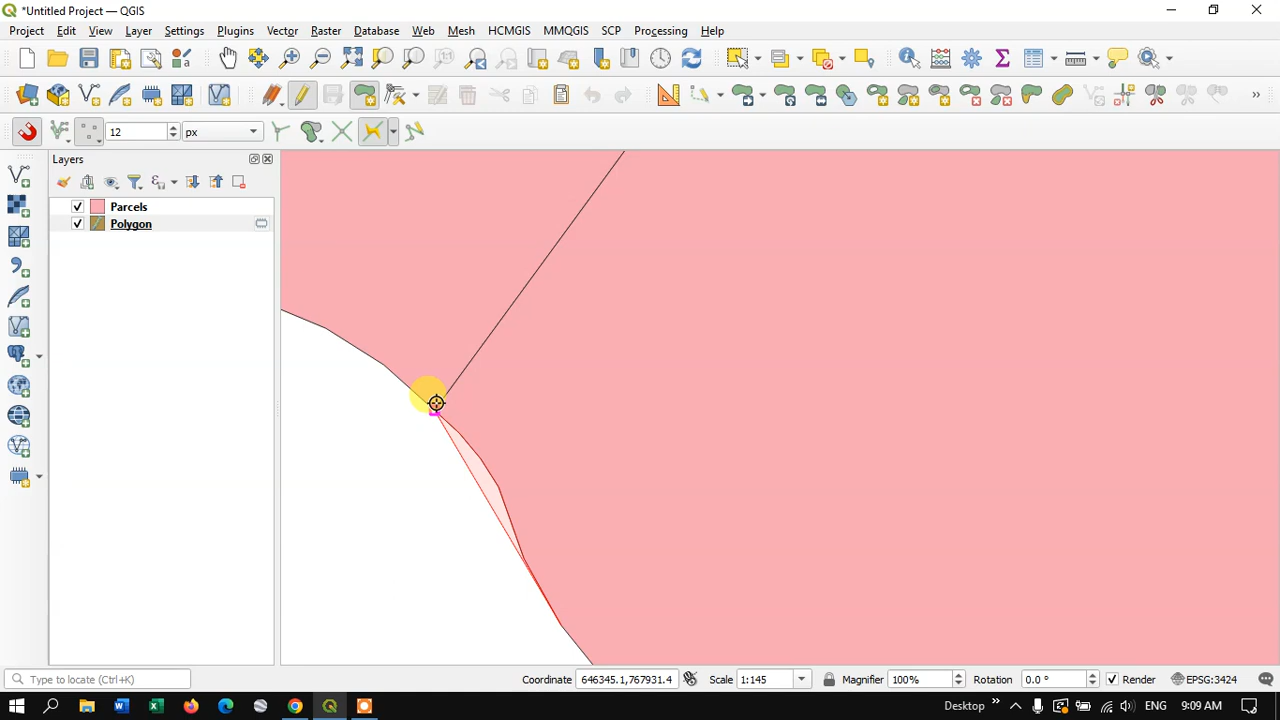 *Untitled Project — QGIS
Project Edit View Layer Settings Plugins Vector Raster Database Web Mesh HCMGIS MMQGIS SCP Processing Help
12 px
Layers
Parcels
Polygon
Type to locate (Ctrl+K) Coordinate 646345.1,767931.4 Scale 1:145 Magnifier 100% Rotation 0.0 ° Render EPSG:3424
Desktop ENG 9:09 AM